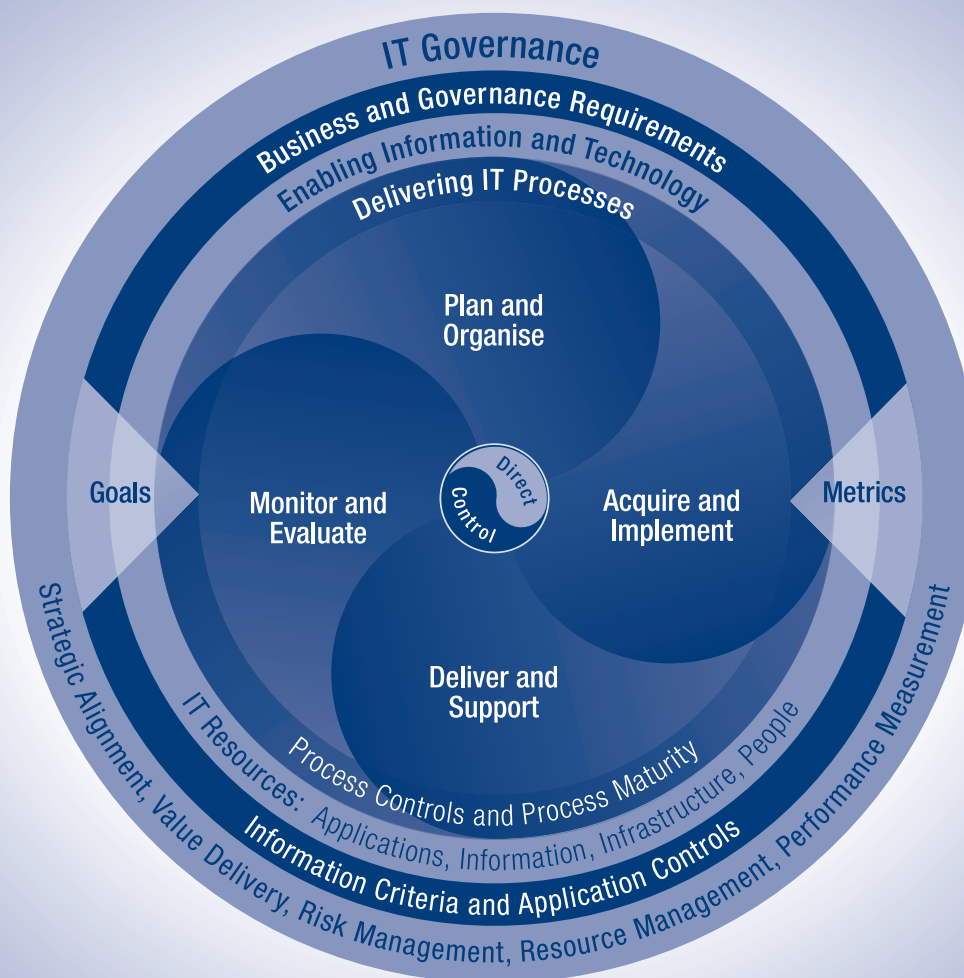 IT Governance
Business and Governance Requirements
Enabling Information and Technology
Delivering IT Processes
Plan and
Organise
Goals
Monitor and
Evaluate
Direct
Control
Acquire and
Implement
Metrics
Deliver and
Support
Process Controls and Process Maturity
IT Resources: Applications, Information, Infrastructure, People
Information Criteria and Application Controls
Strategic Alignment, Value Delivery, Risk Management, Resource Management, Performance Measurement